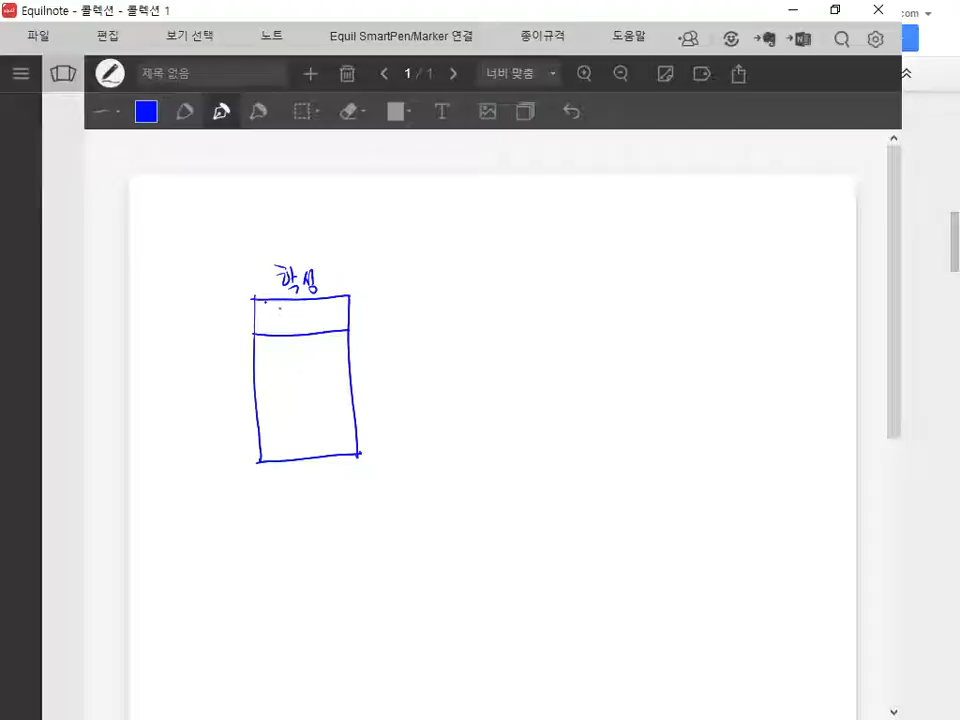 Equilnote - 콜렉션 - 콜렉션 1
com
파일 편집 보기 선택 노트 Equil SmartPen/Marker 연결 종이규격 도움말
제목 없음 1 / 1 너비 맞춤
T
학생